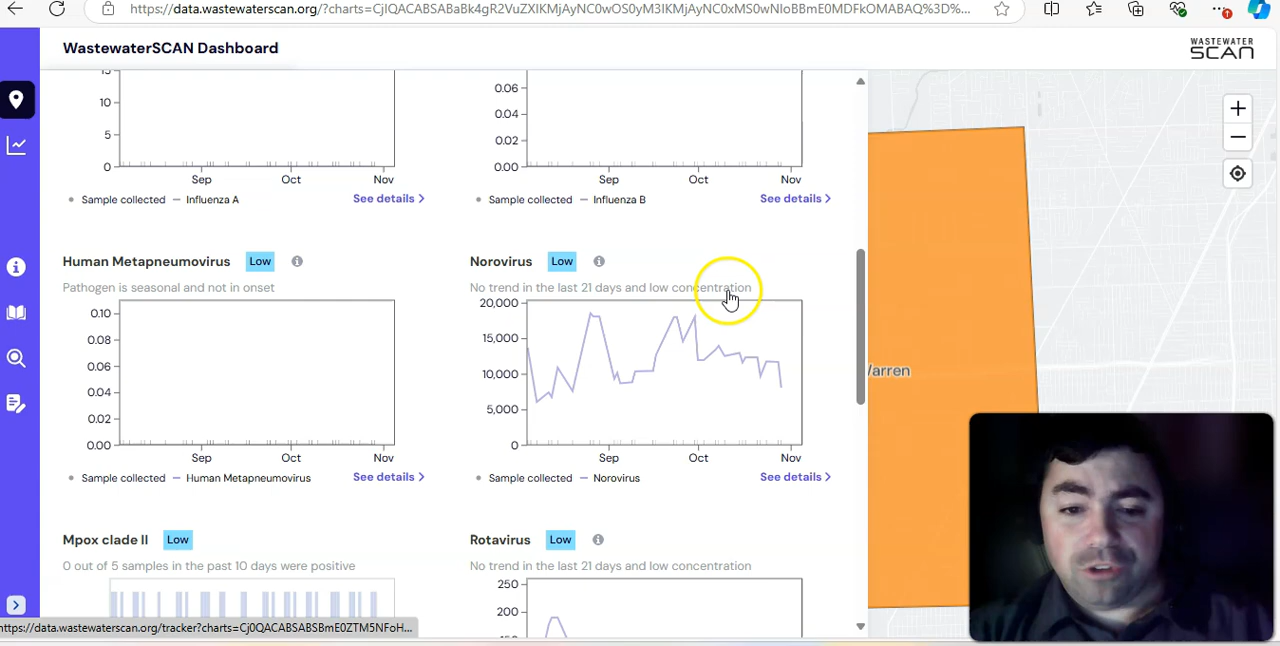 https://data.wastewaterscan.org/?charts=CjIQACABSABaBk4gR2VuZXIKMjAyNC0wOS0yM3IKMjAyNC0xMS0wNIoBBmE0MDFkOMABAQ%3D%3D...
WastewaterSCAN Dashboard
WASTEWATER
SCAN
15
10
5
0
Sep Oct Nov
Sample collected Influenza A See details >
0.06
0.04
0.02
0.00
Sep Oct Nov
Sample collected Influenza B See details >
Human Metapneumovirus Low
Pathogen is seasonal and not in onset
0.10
0.08
0.06
0.04
0.02
0.00
Sep Oct Nov
Sample collected Human Metapneumovirus See details >
Norovirus Low
No trend in the last 21 days and low concentration
20,000
15,000
10,000
5,000
0
Sep Oct Nov
Sample collected Norovirus See details >
Mpox clade II Low
0 out of 5 samples in the past 10 days were positive
Rotavirus Low
No trend in the last 21 days and low concentration
250
200
150
https://data.wastewaterscan.org/tracker?charts=Cj0QACABSABSBmE0ZTM5NFoH...